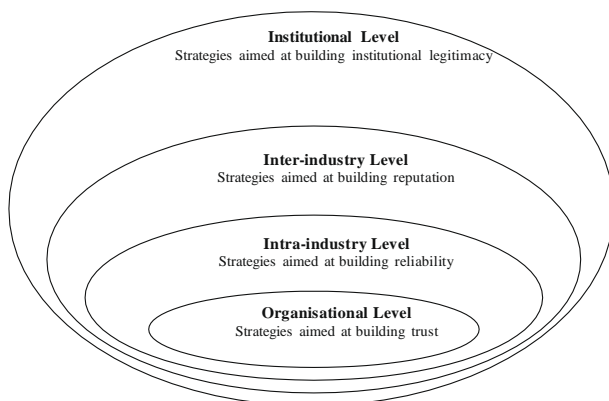 Institutional Level
Strategies aimed at building institutional legitimacy
Inter-industry Level
Strategies aimed at building reputation
Intra-industry Level
Strategies aimed at building reliability
Organisational Level
Strategies aimed at building trust